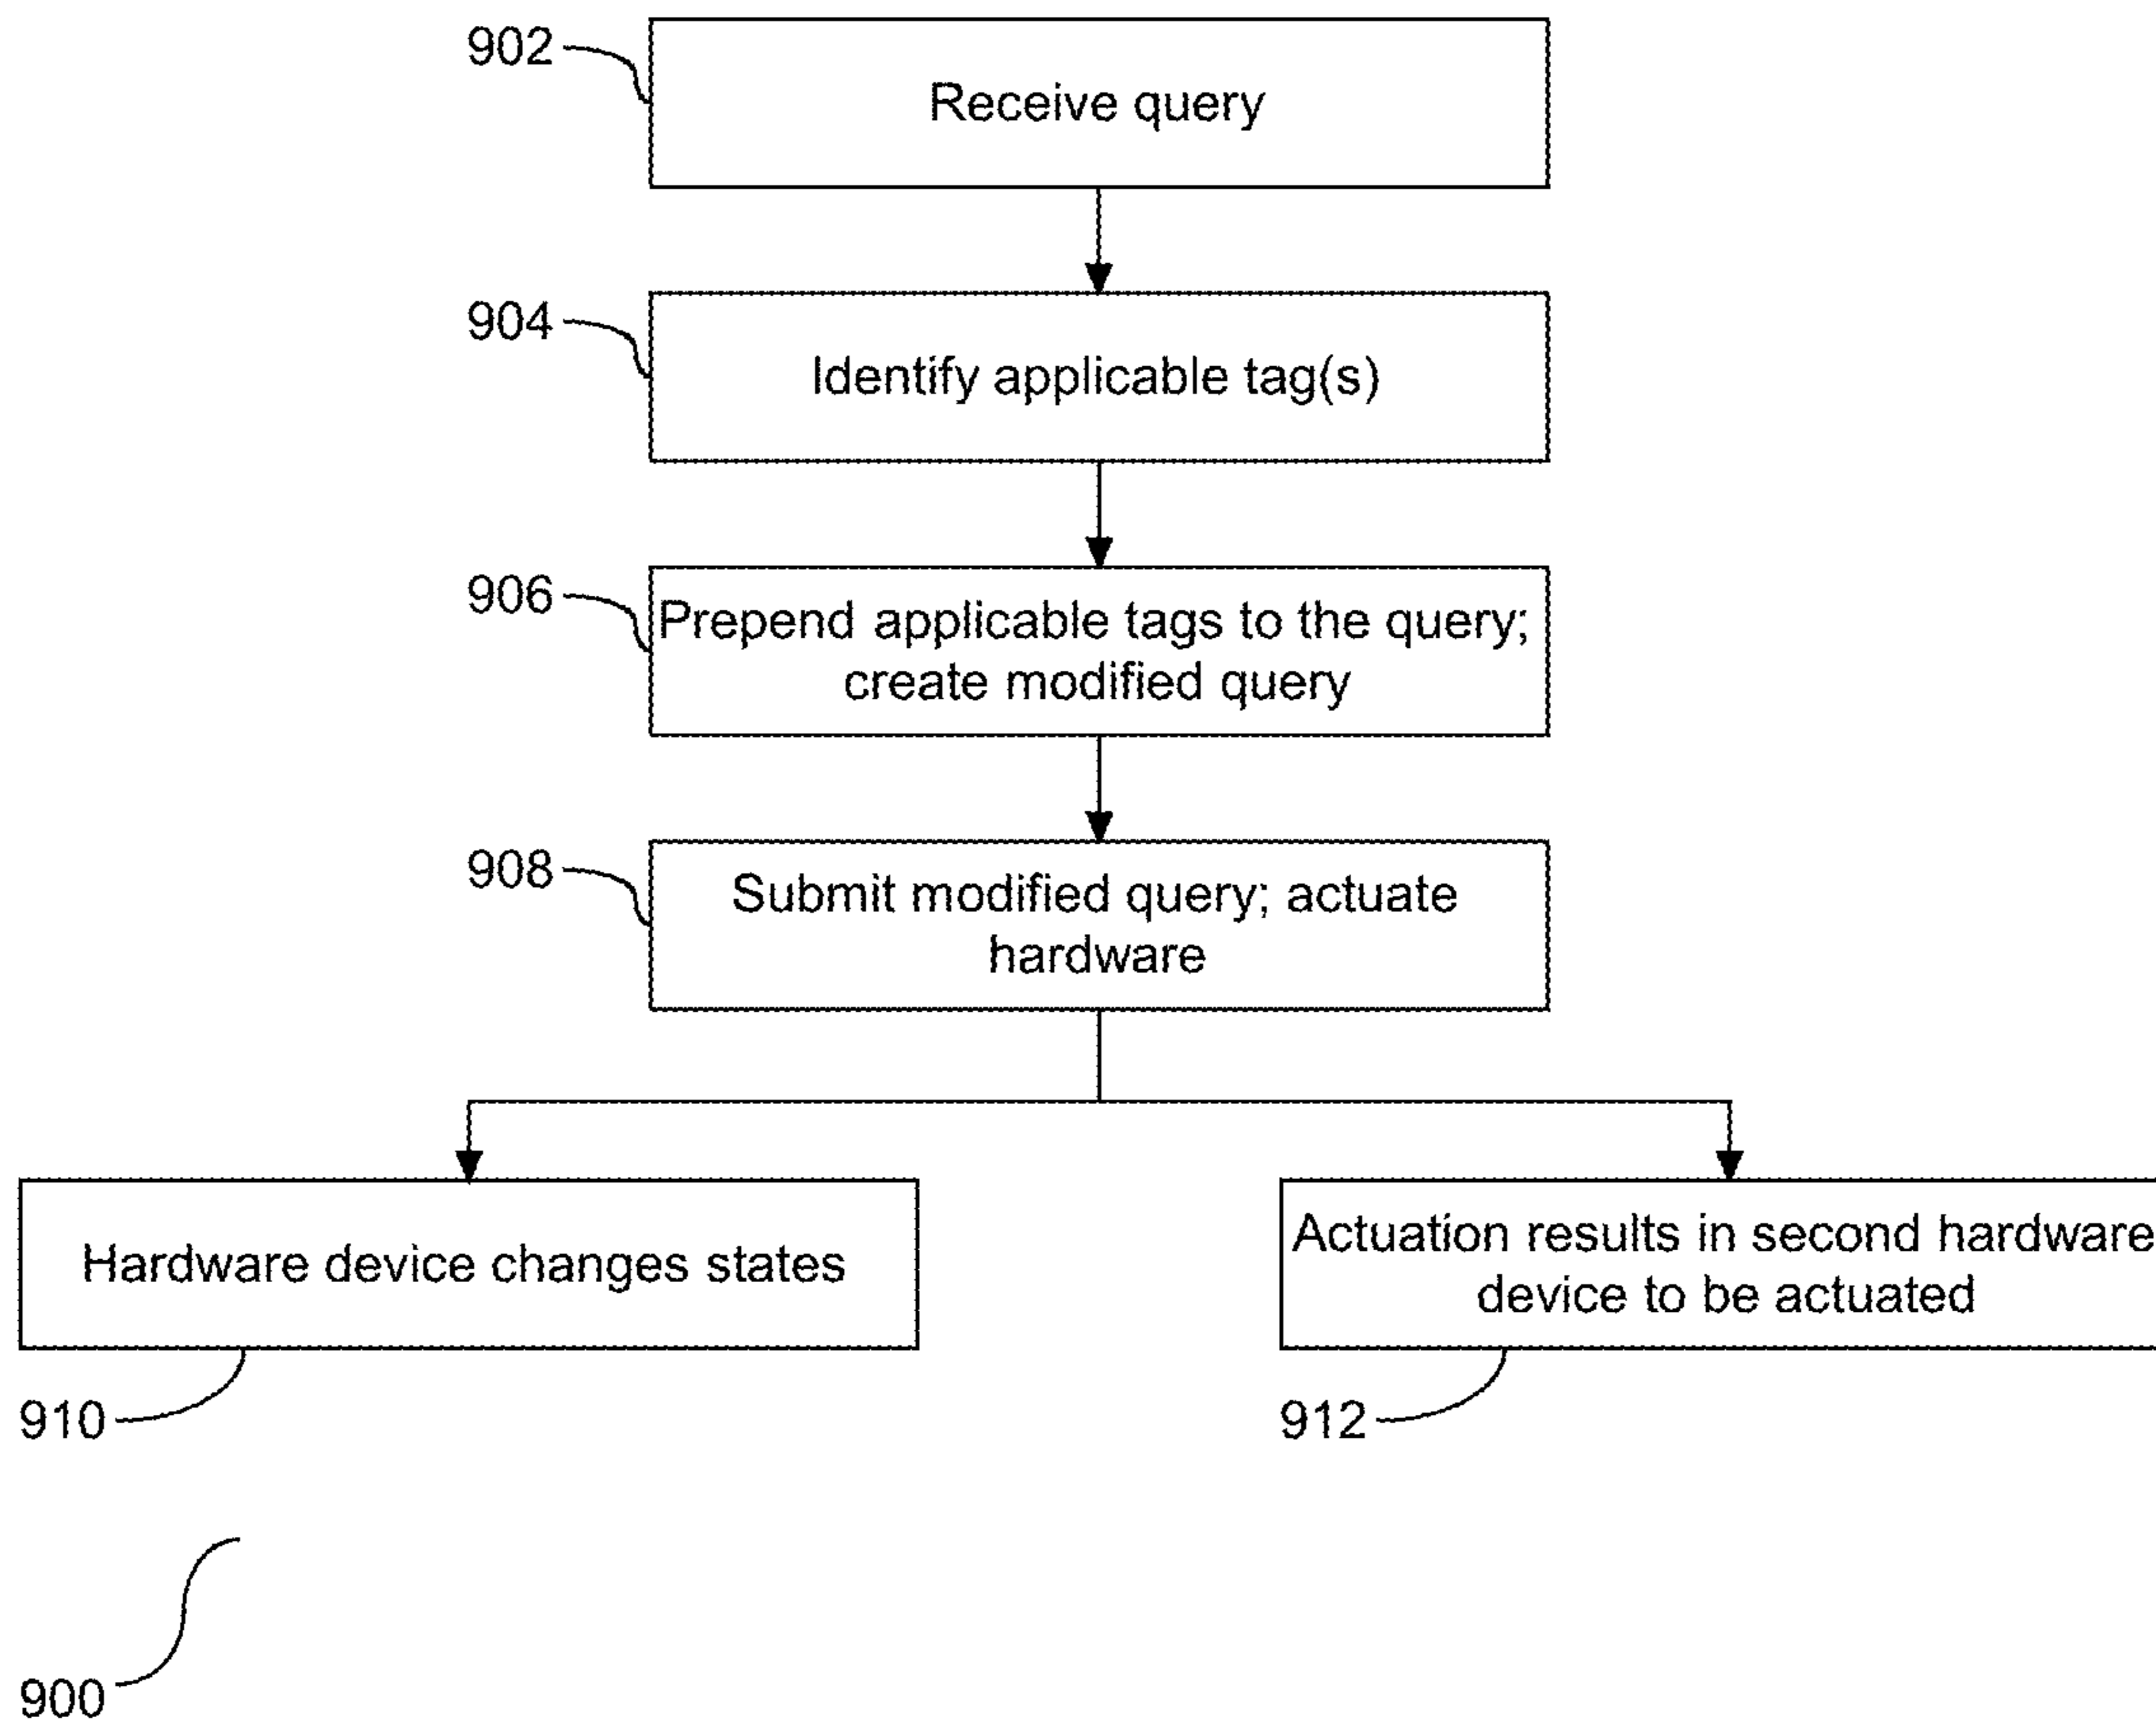 902
Receive query
904
Identify applicable tag(s)
906
Prepend applicable tags to the query;
create modified query
908
Submit modified query; actuate
hardware
Hardware device changes states
Actuation results in second hardware
device to be actuated
910
912
900